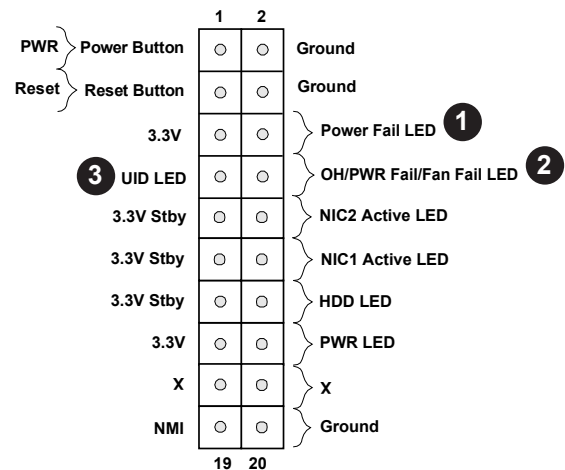 1 2
PWR Power Button Ground
Reset Reset Button Ground
3.3V Power Fail LED 1
3 UID LED OH/PWR Fail/Fan Fail LED 2
3.3V Stby NIC2 Active LED
3.3V Stby NIC1 Active LED
3.3V Stby HDD LED
3.3V PWR LED
X X
NMI Ground
19 20